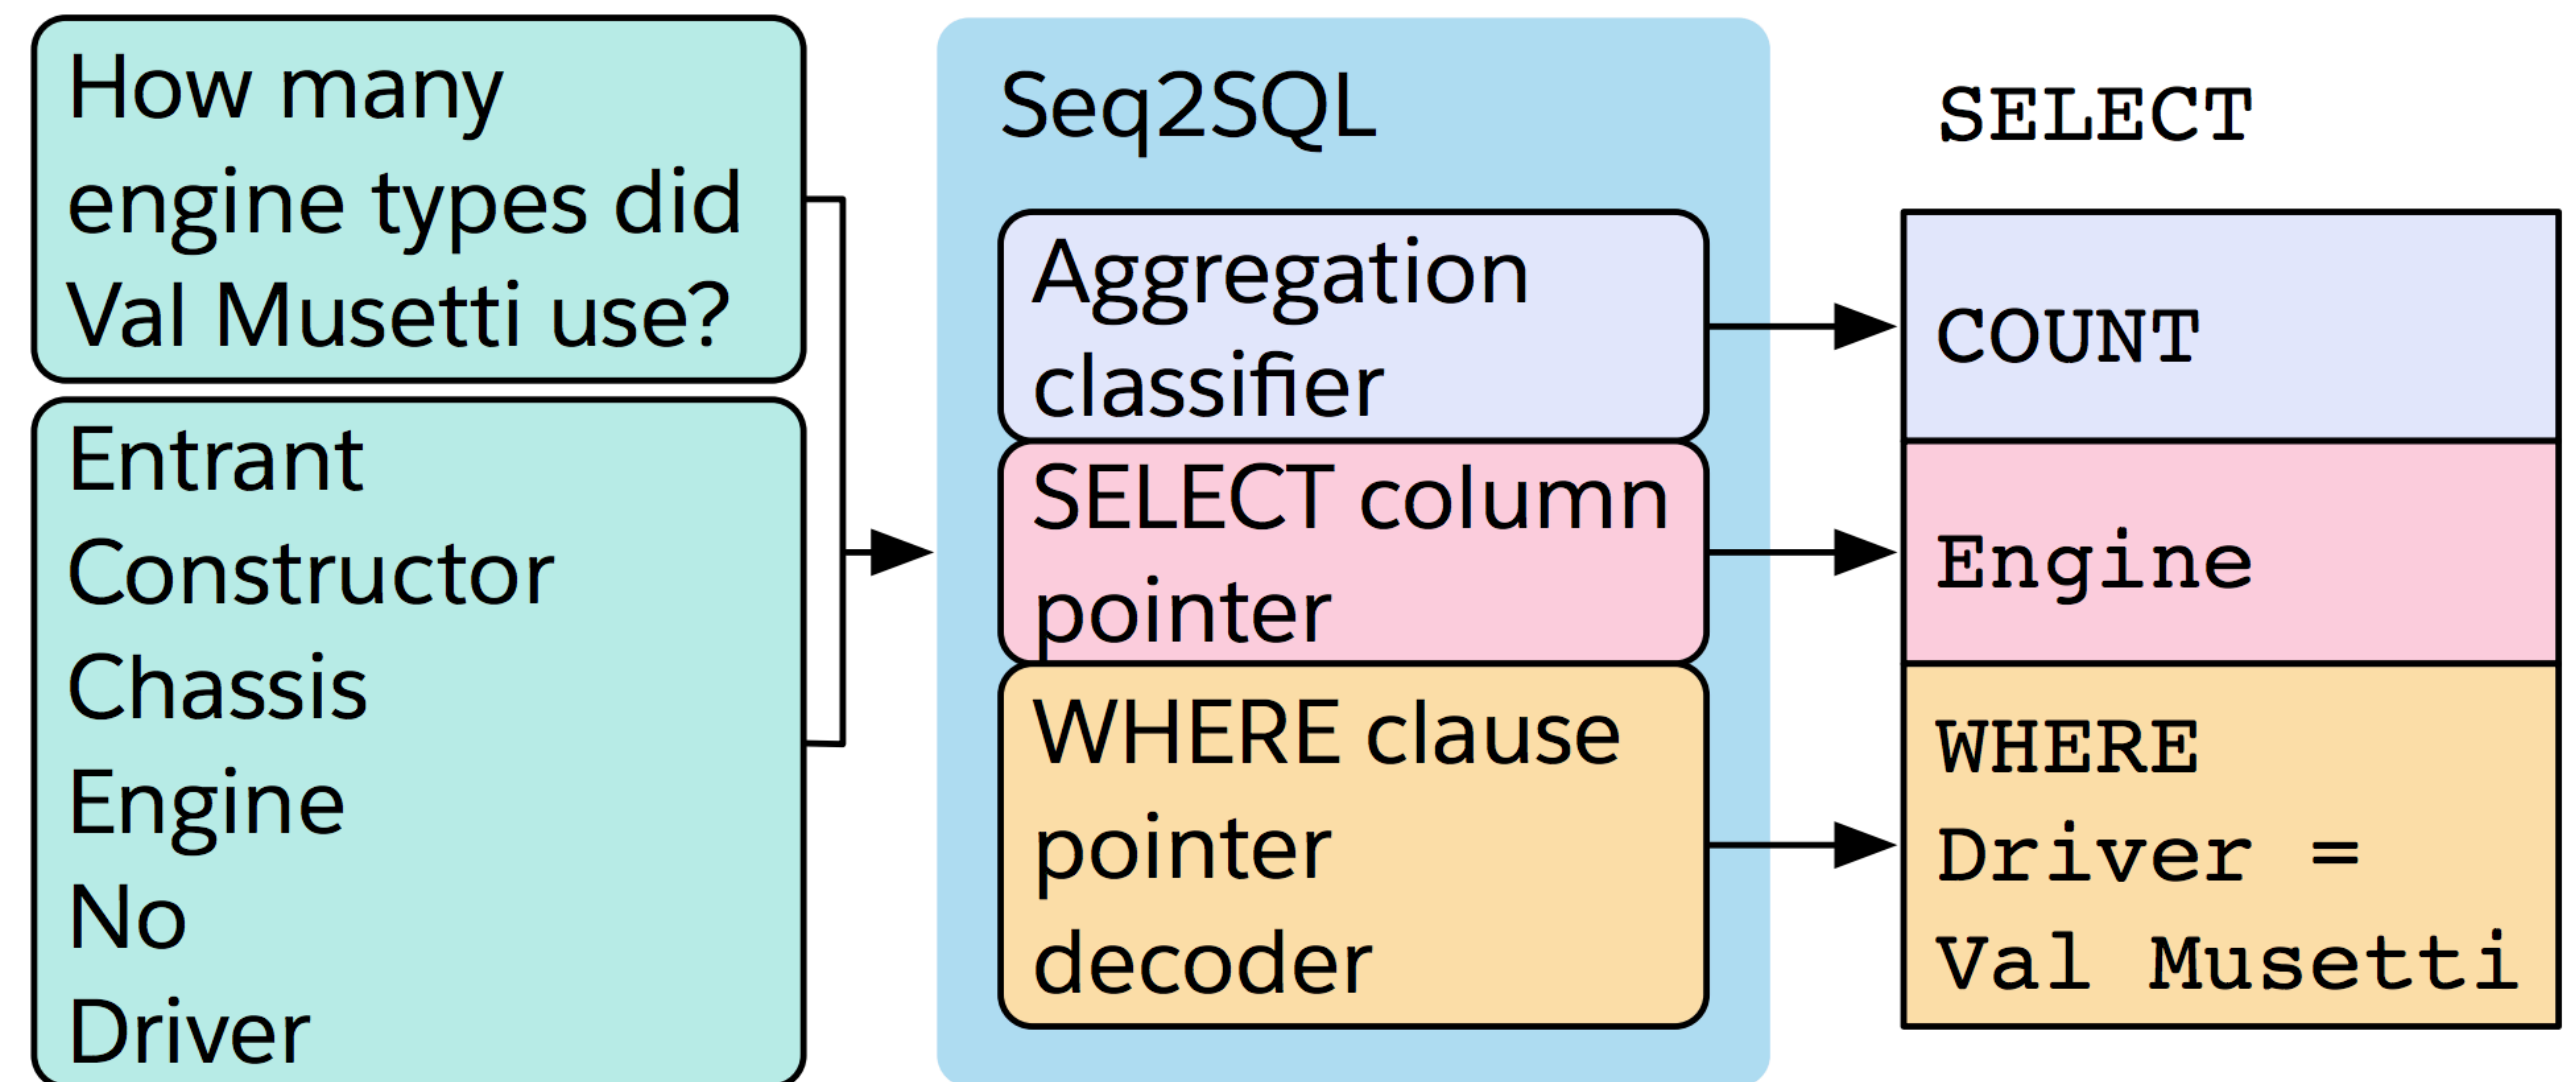 How many
engine types did
Val Musetti use?
Entrant
Constructor
Chassis
Engine
No
Driver
Seq2SQL
Aggregation
classifier
SELECT column
pointer
WHERE clause
pointer
decoder
SELECT
COUNT
Engine
WHERE
Driver =
Val Musetti